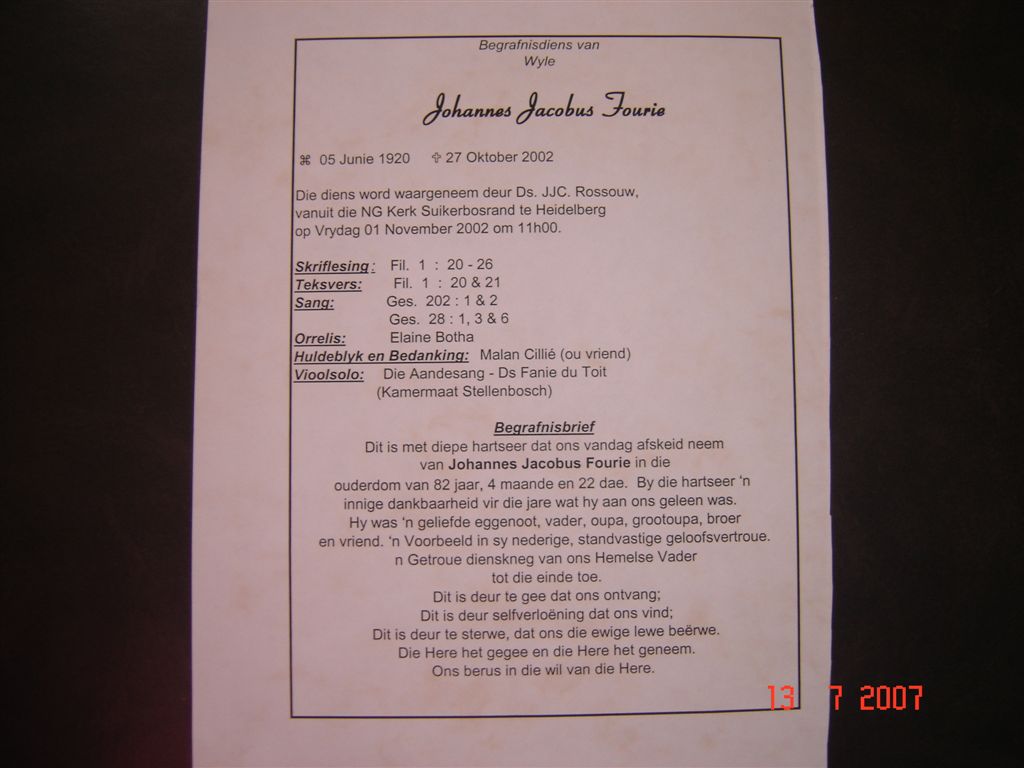 Begrafnisdiens van
Wyle
Johannes Jacobus Fourie
⌘ 05 Junie 1920 ✞ 27 Oktober 2002
Die diens word waargeneem deur Ds. JJC. Rossouw,
vanuit die NG Kerk Suikerbosrand te Heidelberg
op Vrydag 01 November 2002 om 11h00.
Skriflesing: Fil. 1 : 20 - 26
Teksvers: Fil. 1 : 20 & 21
Sang: Ges. 202 : 1 & 2
Ges. 28 : 1, 3 & 6
Orrelis: Elaine Botha
Huldeblyk en Bedanking: Malan Cillié (ou vriend)
Vioolsolo: Die Aandesang - Ds Fanie du Toit
(Kamermaat Stellenbosch)
Begrafnisbrief
Dit is met diepe hartseer dat ons vandag afskeid neem
van Johannes Jacobus Fourie in die
ouderdom van 82 jaar, 4 maande en 22 dae. By die hartseer ‘n
innige dankbaarheid vir die jare wat hy aan ons geleen was.
Hy was ‘n geliefde eggenoot, vader, oupa, grootoupa, broer
en vriend. ‘n Voorbeeld in sy nederige, standvastige geloofsvertroue.
n Getroue dienskneg van ons Hemelse Vader
tot die einde toe.
Dit is deur te gee dat ons ontvang;
Dit is deur selfverloëning dat ons vind;
Dit is deur te sterwe, dat ons die ewige lewe beërwe.
Die Here het gegee en die Here het geneem.
Ons berus in die wil van die Here.
13 7 2007